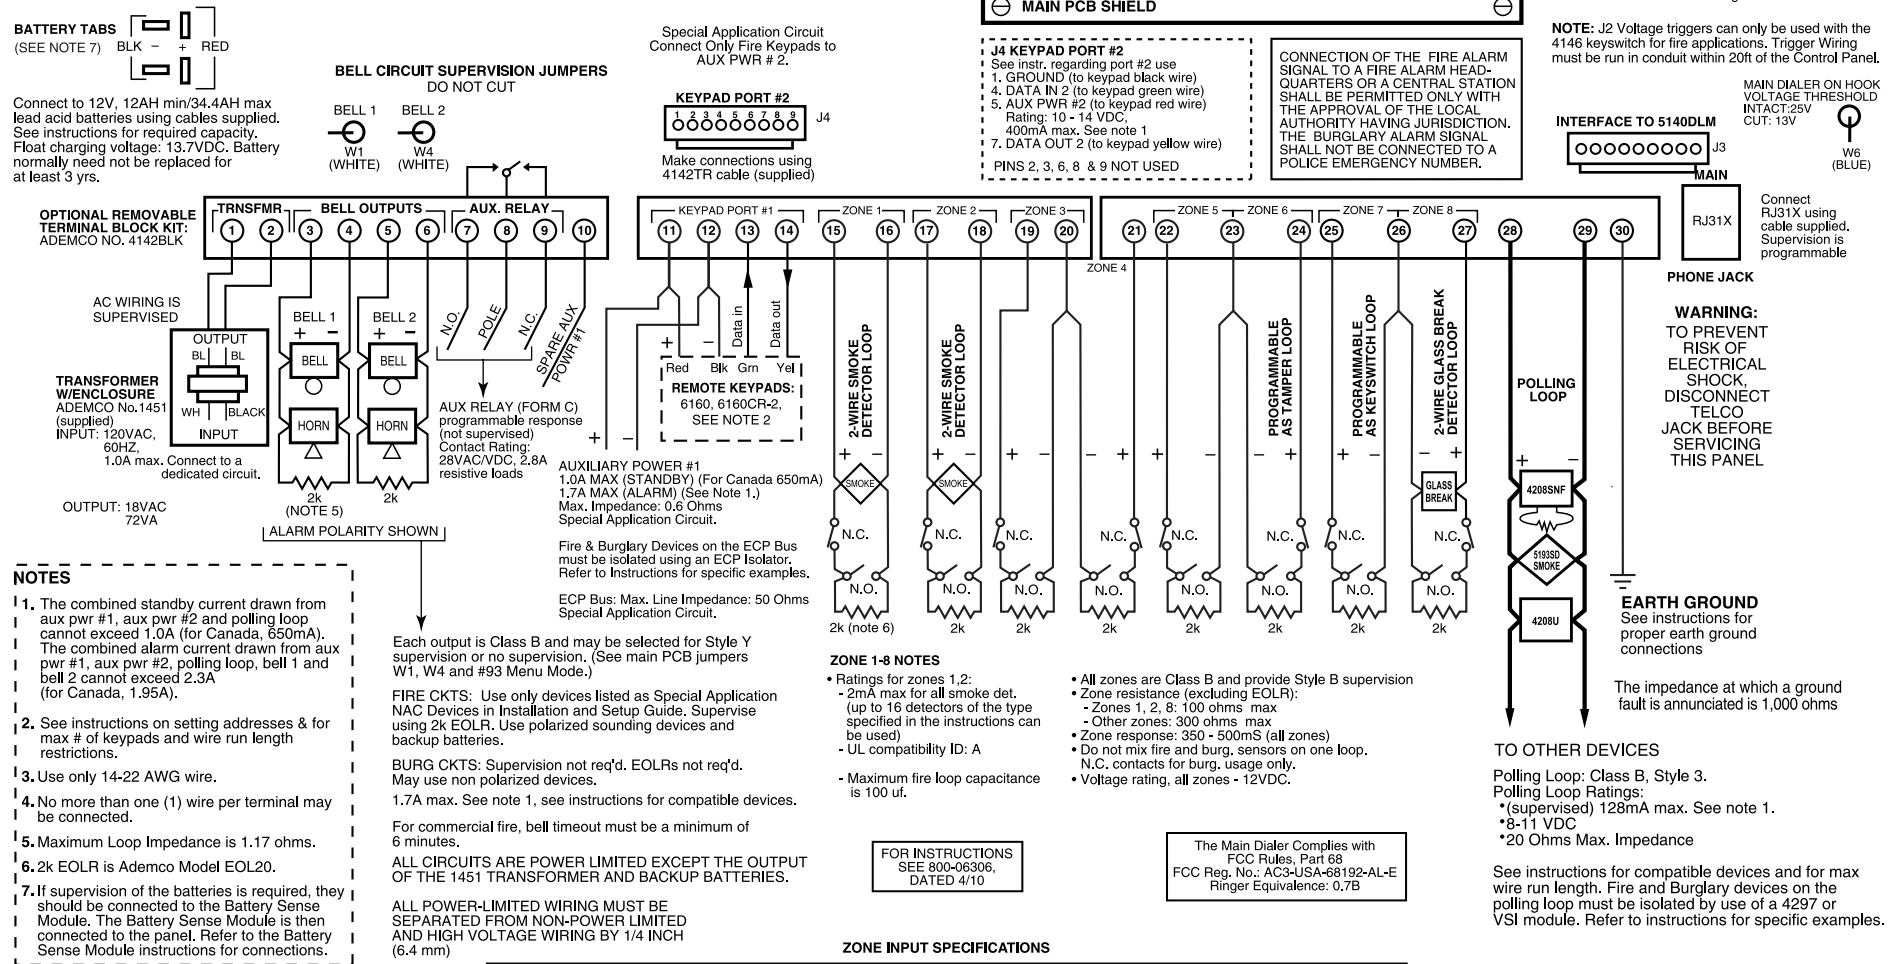 BATTERY TABS
(SEE NOTE 7)
BLK - + RED
Connect to 12V, 12AH min/34.4AH max
lead acid batteries using cables supplied.
See instructions for required capacity.
Float charging voltage: 13.7VDC. Battery
normally need not be replaced for
at least 3 yrs.
BELL CIRCUIT SUPERVISION JUMPERS
DO NOT CUT
BELL 1 BELL 2
W1
(WHITE)
W4
(WHITE)
Special Application Circuit
Connect Only Fire Keypads to
AUX PWR # 2.
KEYPAD PORT #2
1 2 3 4 5 6 7 8 9
J4
Make connections using
4142TR cable (supplied)
MAIN PCB SHIELD
J4 KEYPAD PORT #2
See instr. regarding port #2 use
1. GROUND (to keypad black wire)
4. DATA IN 2 (to keypad green wire)
5. AUX PWR #2 (to keypad red wire)
Rating: 10 - 14 VDC,
400mA max. See note 1
7. DATA OUT 2 (to keypad yellow wire)
PINS 2, 3, 6, 8 & 9 NOT USED
CONNECTION OF THE FIRE ALARM
SIGNAL TO A FIRE ALARM HEAD-
QUARTERS OR A CENTRAL STATION
SHALL BE PERMITTED ONLY WITH
THE APPROVAL OF THE LOCAL
AUTHORITY HAVING JURISDICTION.
THE BURGLARY ALARM SIGNAL
SHALL NOT BE CONNECTED TO A
POLICE EMERGENCY NUMBER.
NOTE: J2 Voltage triggers can only be used with the
4146 keyswitch for fire applications. Trigger Wiring
must be run in conduit within 20ft of the Control Panel.
MAIN DIALER ON HOOK
VOLTAGE THRESHOLD
INTACT:25V
CUT: 13V
W6
(BLUE)
INTERFACE TO 5140DLM
J3
MAIN
RJ31X
PHONE JACK
Connect
RJ31X using
cable supplied.
Supervision is
programmable
OPTIONAL REMOVABLE
TERMINAL BLOCK KIT:
ADEMCO NO. 4142BLK
TRNSFMR BELL OUTPUTS AUX. RELAY
1 2 3 4 5 6 7 8 9 10
KEYPAD PORT #1 ZONE 1 ZONE 2 ZONE 3
11 12 13 14 15 16 17 18 19 20
ZONE 5 ZONE 6 ZONE 7 ZONE 8
21 22 23 24 25 26 27 28 29 30
ZONE 4
AC WIRING IS
SUPERVISED
OUTPUT
BL BL
WH BLACK
INPUT
TRANSFORMER
W/ENCLOSURE
ADEMCO No.1451
(supplied)
INPUT: 120VAC,
60HZ,
1.0A max. Connect to a
dedicated circuit.
OUTPUT: 18VAC
72VA
BELL 1
+ -
BELL
HORN
2k
(NOTE 5)
BELL 2
+ -
BELL
HORN
2k
ALARM POLARITY SHOWN
N.O.
POLE
N.C.
SPARE AUX
POWR #1
AUX RELAY (FORM C)
programmable response
(not supervised)
Contact Rating:
28VAC/VDC, 2.8A
resistive loads
+ -
Data in
Data out
+ -
Red Blk Grn Yel
REMOTE KEYPADS:
6160, 6160CR-2,
SEE NOTE 2
AUXILIARY POWER #1
1.0A MAX (STANDBY) (For Canada 650mA)
1.7A MAX (ALARM) (See Note 1.)
Max. Impedance: 0.6 Ohms
Special Application Circuit.
Fire & Burglary Devices on the ECP Bus
must be isolated using an ECP Isolator.
Refer to Instructions for specific examples.
ECP Bus: Max. Line Impedance: 50 Ohms
Special Application Circuit.
2-WIRE SMOKE
DETECTOR LOOP
+ -
SMOKE
N.C.
N.O.
2k (note 6)
2-WIRE SMOKE
DETECTOR LOOP
+ -
SMOKE
N.O.
2k
+ -
N.C.
N.O.
2k
- +
N.C.
N.O.
2k
+ -
N.C.
N.O.
2k
PROGRAMMABLE
AS TAMPER LOOP
- +
N.C.
N.O.
2k
PROGRAMMABLE
AS KEYSWITCH LOOP
+ -
N.C.
N.O.
2k
2-WIRE GLASS BREAK
DETECTOR LOOP
- +
GLASS
BREAK
N.C.
N.O.
2k
POLLING
LOOP
+ -
4208SNF
5193SD
SMOKE
4208U
WARNING:
TO PREVENT
RISK OF
ELECTRICAL
SHOCK,
DISCONNECT
TELCO
JACK BEFORE
SERVICING
THIS PANEL
EARTH GROUND
See instructions for
proper earth ground
connections
The impedance at which a ground
fault is annunciated is 1,000 ohms
NOTES
1. The combined standby current drawn from
aux pwr #1, aux pwr #2 and polling loop
cannot exceed 1.0A (for Canada, 650mA).
The combined alarm current drawn from aux
pwr #1, aux pwr #2, polling loop, bell 1 and
bell 2 cannot exceed 2.3A
(for Canada, 1.95A).
2. See instructions on setting addresses & for
max # of keypads and wire run length
restrictions.
3. Use only 14-22 AWG wire.
4. No more than one (1) wire per terminal may
be connected.
5. Maximum Loop Impedance is 1.17 ohms.
6. 2k EOLR is Ademco Model EOL20.
7. If supervision of the batteries is required, they
should be connected to the Battery Sense
Module. The Battery Sense Module is then
connected to the panel. Refer to the Battery
Sense Module instructions for connections.
Each output is Class B and may be selected for Style Y
supervision or no supervision. (See main PCB jumpers
W1, W4 and #93 Menu Mode.)
FIRE CKTS: Use only devices listed as Special Application
NAC Devices in Installation and Setup Guide. Supervise
using 2k EOLR. Use polarized sounding devices and
backup batteries.
BURG CKTS: Supervision not req'd. EOLRs not req'd.
May use non polarized devices.
1.7A max. See note 1, see instructions for compatible devices.
For commercial fire, bell timeout must be a minimum of
6 minutes.
ALL CIRCUITS ARE POWER LIMITED EXCEPT THE OUTPUT
OF THE 1451 TRANSFORMER AND BACKUP BATTERIES.
ALL POWER-LIMITED WIRING MUST BE
SEPARATED FROM NON-POWER LIMITED
AND HIGH VOLTAGE WIRING BY 1/4 INCH
(6.4 mm)
ZONE 1-8 NOTES
• Ratings for zones 1,2:
- 2mA max for all smoke det.
(up to 16 detectors of the type
specified in the instructions can
be used)
- UL compatibility ID: A
- Maximum fire loop capacitance
is 100 uf.
• All zones are Class B and provide Style B supervision
• Zone resistance (excluding EOLR):
- Zones 1, 2, 8: 100 ohms max
- Other zones: 300 ohms max
• Zone response: 350 - 500mS (all zones)
• Do not mix fire and burg. sensors on one loop.
N.C. contacts for burg. usage only.
• Voltage rating, all zones - 12VDC.
FOR INSTRUCTIONS
SEE 800-06306,
DATED 4/10
The Main Dialer Complies with
FCC Rules, Part 68
FCC Reg. No.: AC3-USA-68192-AL-E
Ringer Equivalence: 0.7B
TO OTHER DEVICES
Polling Loop: Class B, Style 3.
Polling Loop Ratings:
•(supervised) 128mA max. See note 1.
•8-11 VDC
•20 Ohms Max. Impedance
See instructions for compatible devices and for max
wire run length. Fire and Burglary devices on the
polling loop must be isolated by use of a 4297 or
VSI module. Refer to instructions for specific examples.
ZONE INPUT SPECIFICATIONS